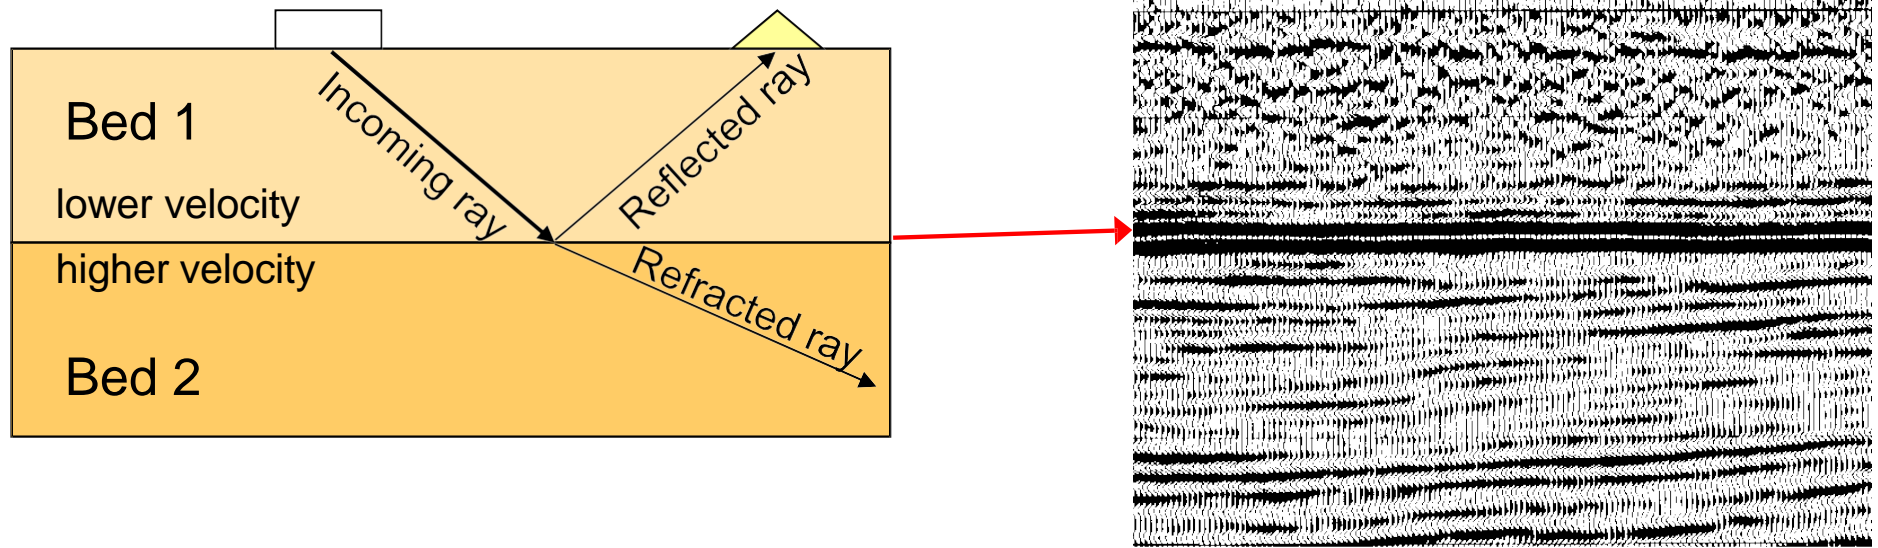 Bed 1
lower velocity
higher velocity
Bed 2
Incoming ray
Reflected ray
Refracted ray